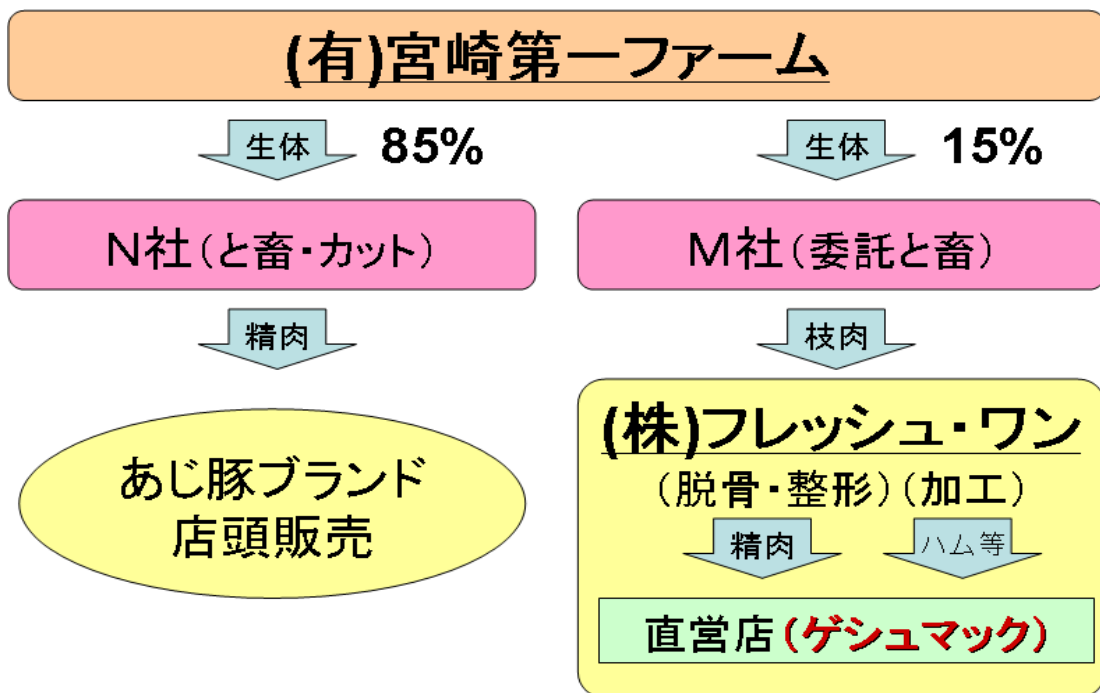 (有)宮崎第一ファーム
生体 85%
生体 15%
N社(と畜・カット)
M社(委託と畜)
精肉
枝肉
あじ豚ブランド
店頭販売
(株)フレッシュ・ワン
(脱骨・整形)(加工)
精肉
ハム等
直営店(ゲシュマック)